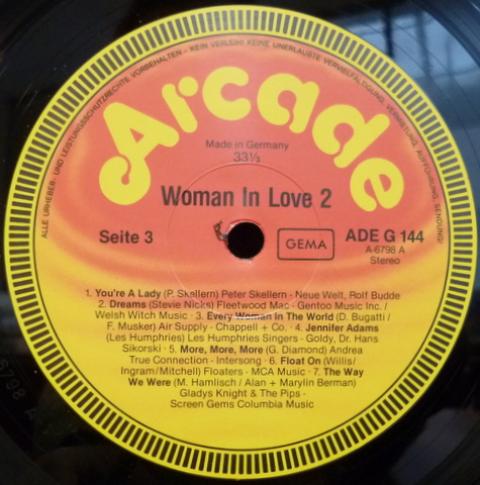 ALLE URHEBER- UND LEISTUNGSSCHUTZRECHTE VORBEHALTEN - KEIN VERLEIH! KEINE UNERLAUBTE VERVIELFÄLTIGUNG, VERMIETUNG, AUFFÜHRUNG, SENDUNG!
Arcade
Made in Germany
33⅓
Woman In Love 2
Seite 3
GEMA
ADE G 144
A-6798 A
Stereo
1. You're A Lady (P. Skellern) Peter Skellern - Neue Welt, Rolf Budde
2. Dreams (Stevie Nicks) Fleetwood Mac - Gentoo Music Inc./
Welsh Witch Music · 3. Every Woman In The World (D. Bugatti /
F. Musker) Air Supply - Chappell + Co. · 4. Jennifer Adams
(Les Humphries) Les Humphries Singers - Goldy, Dr. Hans
Sikorski · 5. More, More, More (G. Diamond) Andrea
True Connection - Intersong · 6. Float On (Willis/
Ingram/Mitchell) Floaters - MCA Music · 7. The Way
We Were (M. Hamlisch / Alan + Marylin Berman)
Gladys Knight & The Pips -
Screen Gems Columbia Music